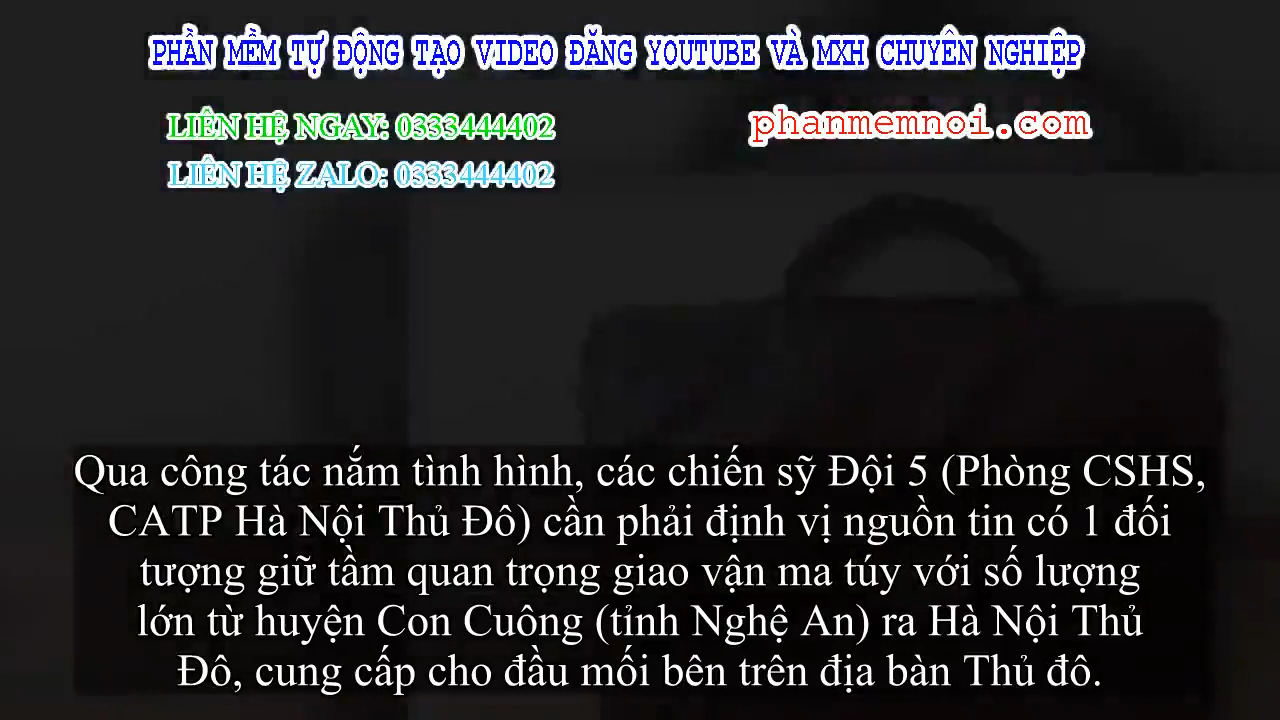 PHẦN MỀM TỰ ĐỘNG TẠO VIDEO ĐĂNG YOUTUBE VÀ MXH CHUYÊN NGHIỆP
LIÊN HỆ NGAY: 0333444402
phanmemnoi.com
LIÊN HỆ ZALO: 0333444402
Qua công tác nắm tình hình, các chiến sỹ Đội 5 (Phòng CSHS,
CATP Hà Nội Thủ Đô) cần phải định vị nguồn tin có 1 đối
tượng giữ tầm quan trọng giao vận ma túy với số lượng
lớn từ huyện Con Cuông (tỉnh Nghệ An) ra Hà Nội Thủ
Đô, cung cấp cho đầu mối bên trên địa bàn Thủ đô.